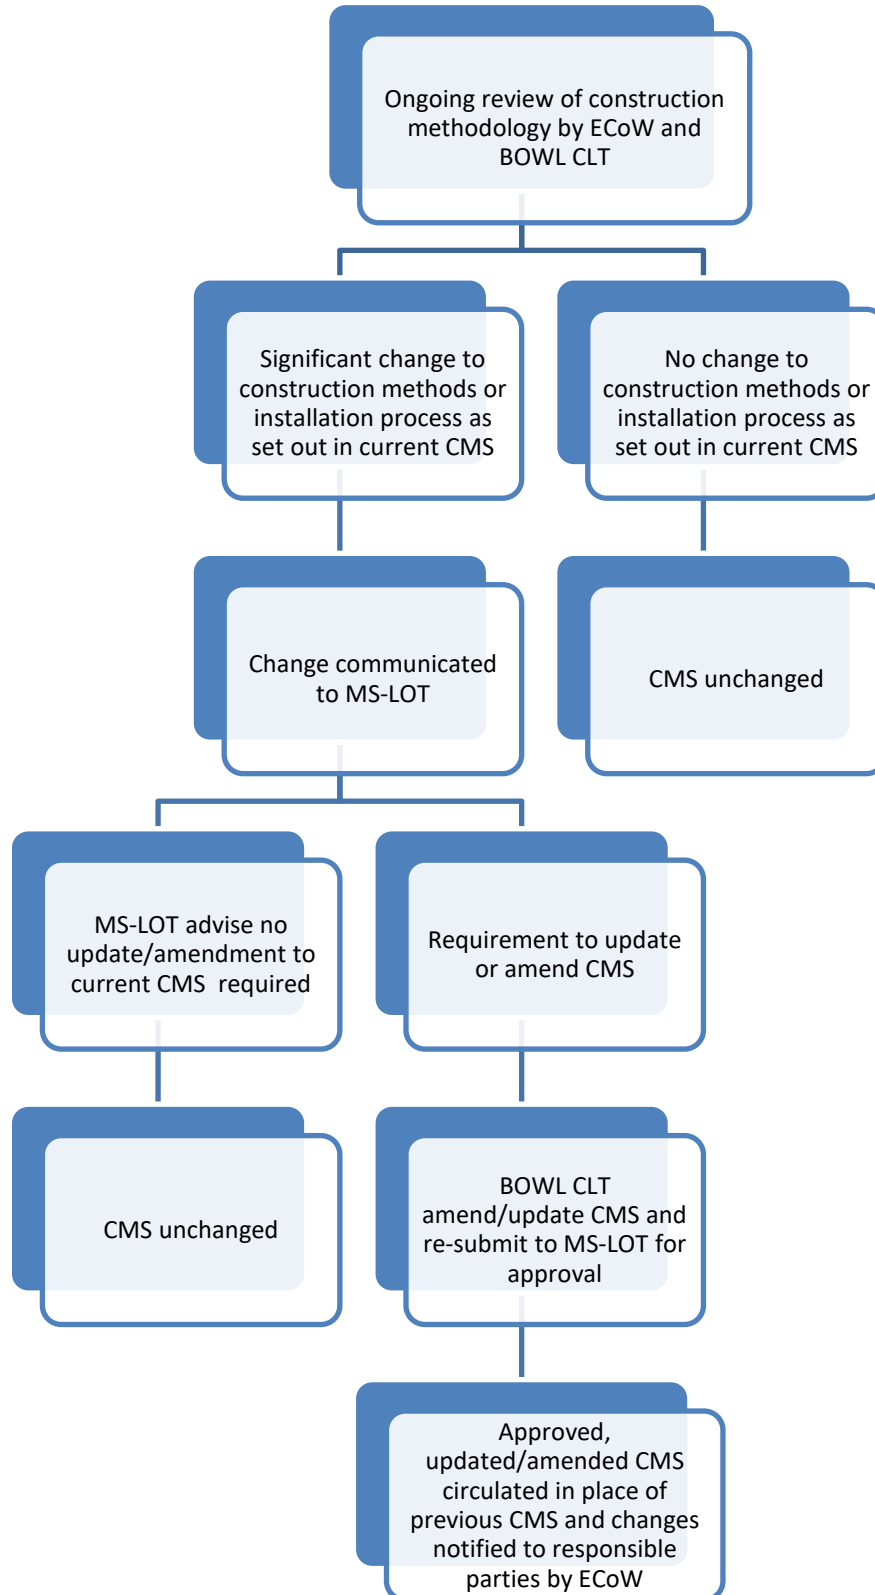 Ongoing review of construction
methodology by ECoW and
BOWL CLT
Significant change to
construction methods or
installation process as
set out in current CMS
No change to
construction methods or
installation process as
set out in current CMS
Change communicated
to MS-LOT
CMS unchanged
MS-LOT advise no
update/amendment to
current CMS  required
Requirement to update
or amend CMS
CMS unchanged
BOWL CLT
amend/update CMS and
re-submit to MS-LOT for
approval
Approved,
updated/amended CMS
circulated in place of
previous CMS and changes
notified to responsible
parties by ECoW